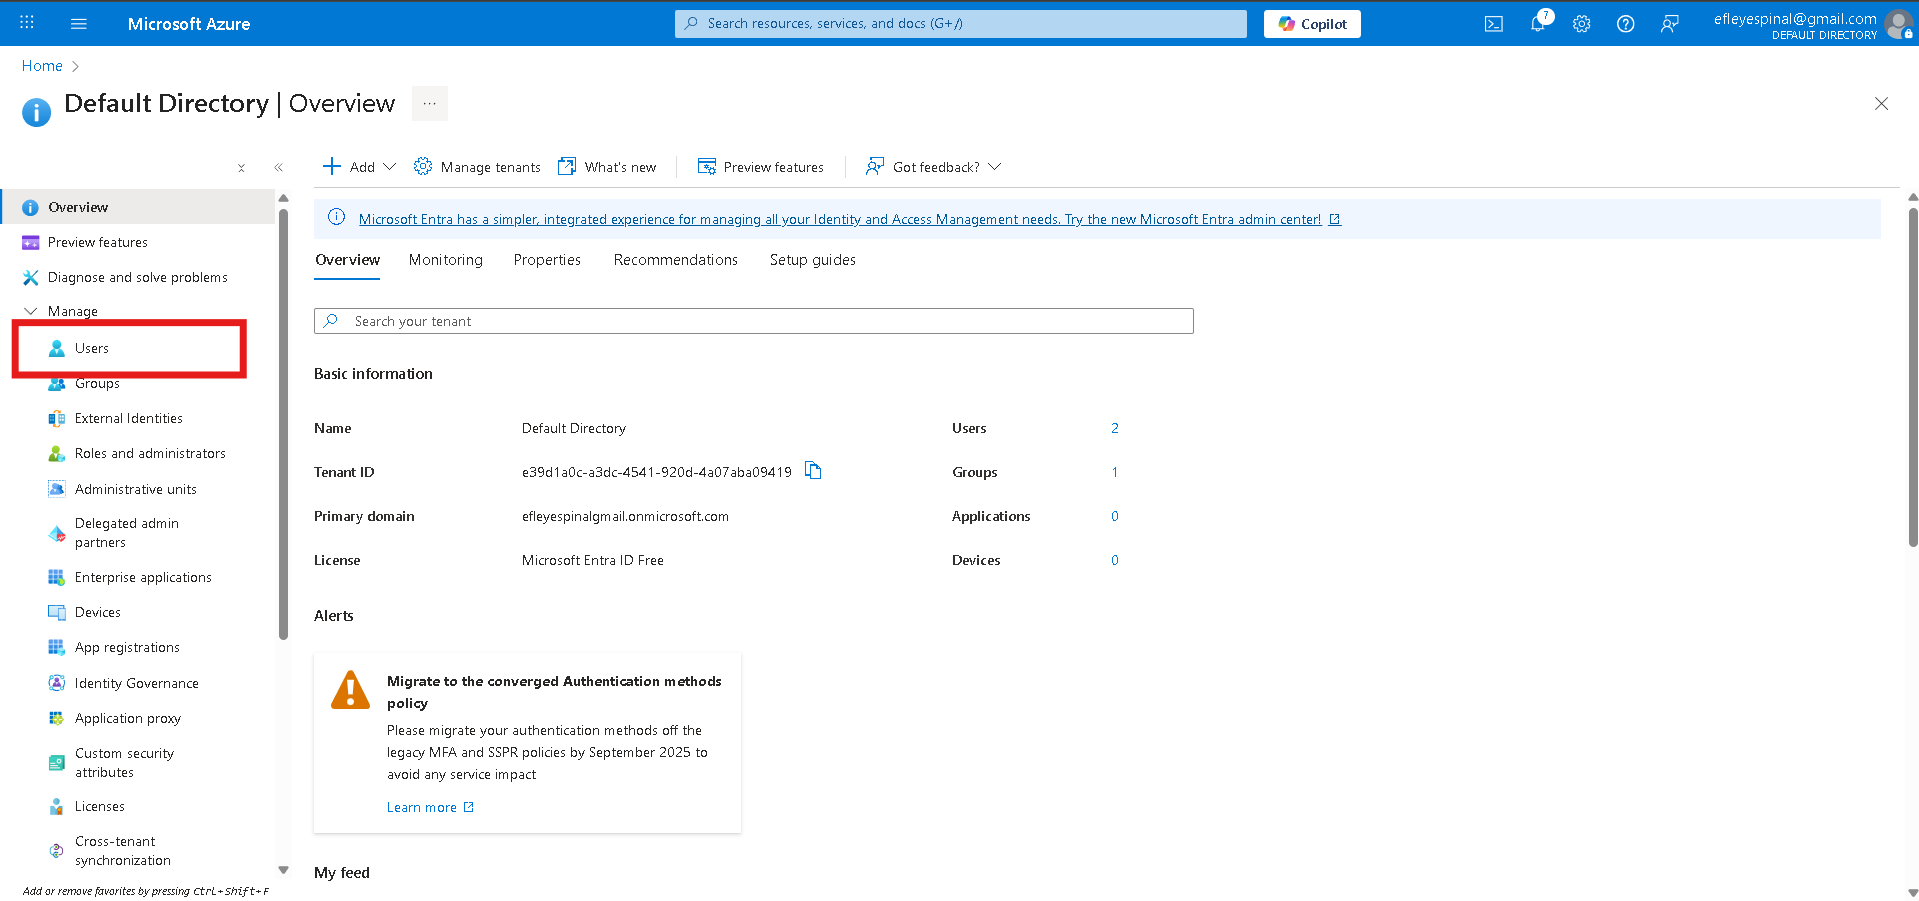 Microsoft Azure
Search resources, services, and docs (G+/)
Copilot
7
efleyespinal@gmail.com
DEFAULT DIRECTORY
Home
Default Directory | Overview
...
Add
Manage tenants
What's new
Preview features
Got feedback?
Overview
Preview features
Diagnose and solve problems
Manage
Users
Groups
External Identities
Roles and administrators
Administrative units
Delegated admin
partners
Enterprise applications
Devices
App registrations
Identity Governance
Application proxy
Custom security
attributes
Licenses
Cross-tenant
synchronization
Add or remove favorites by pressing Ctrl+Shift+F
Microsoft Entra has a simpler, integrated experience for managing all your Identity and Access Management needs. Try the new Microsoft Entra admin center!
Overview
Monitoring
Properties
Recommendations
Setup guides
Search your tenant
Basic information
Name
Default Directory
Users
2
Tenant ID
e39d1a0c-a3dc-4541-920d-4a07aba09419
Groups
1
Primary domain
efleyespinalgmail.onmicrosoft.com
Applications
0
License
Microsoft Entra ID Free
Devices
0
Alerts
Migrate to the converged Authentication methods
policy
Please migrate your authentication methods off the
legacy MFA and SSPR policies by September 2025 to
avoid any service impact
Learn more
My feed